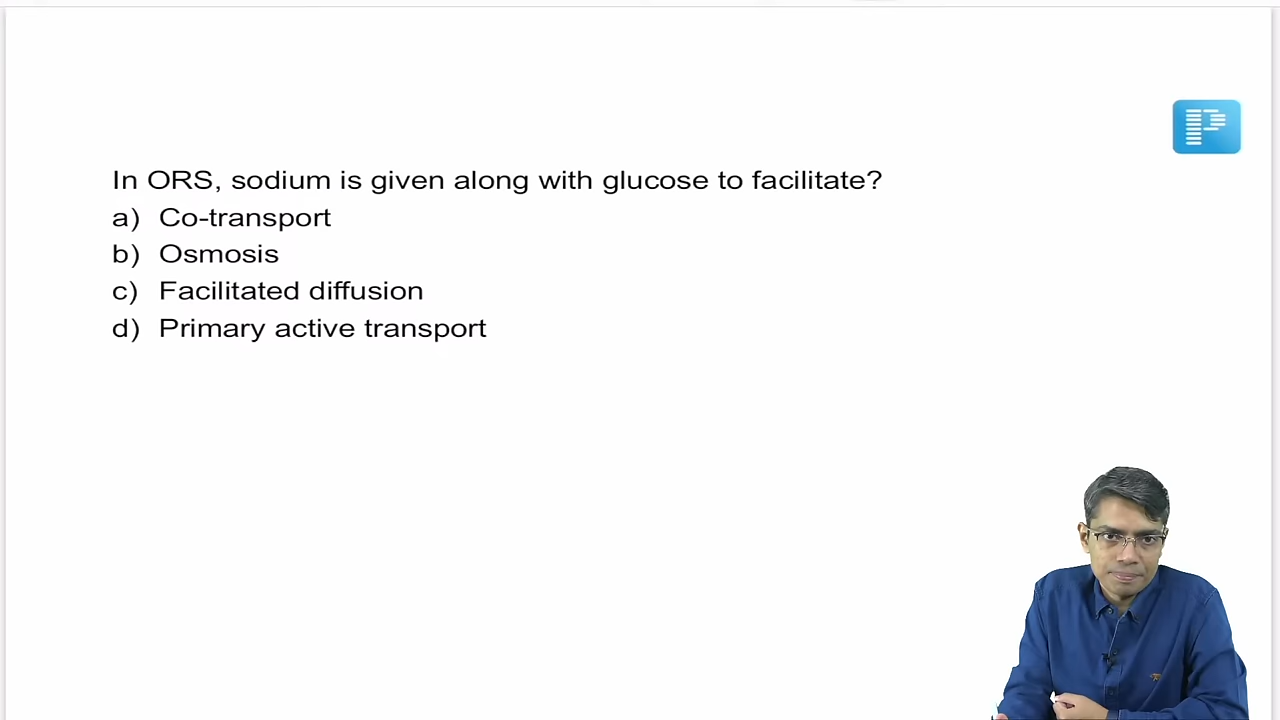 In ORS, sodium is given along with glucose to facilitate?
a) Co-transport
b) Osmosis
c) Facilitated diffusion
d) Primary active transport
P